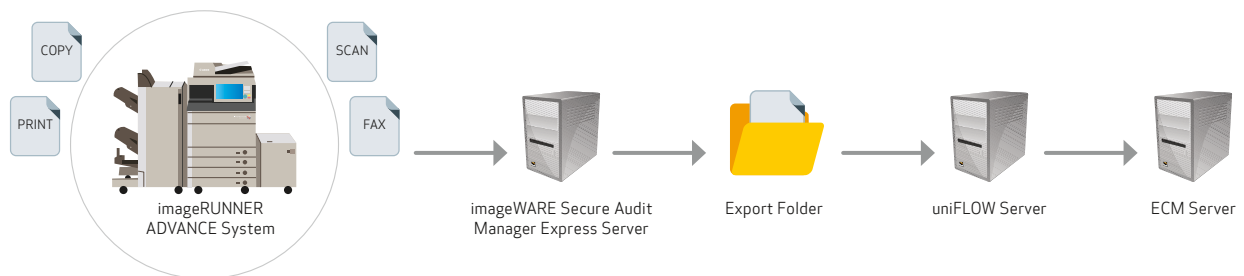 COPY
SCAN
PRINT
FAX
imageRUNNER
ADVANCE System
imageWARE Secure Audit
Manager Express Server
Export Folder
uniFLOW Server
ECM Server